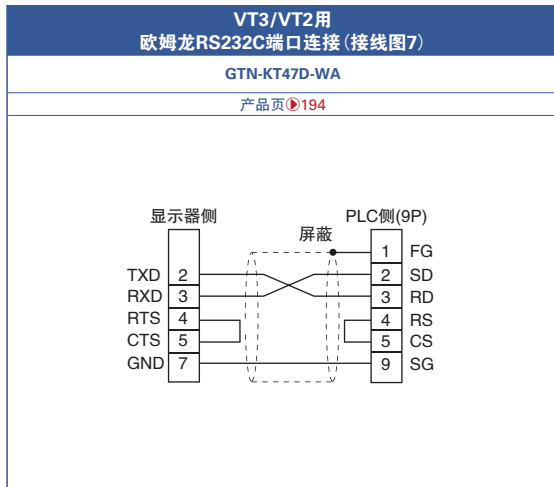 VT3/VT2用
欧姆龙RS232C端口连接(接线图7)
GTN-KT47D-WA
产品页194
显示器侧
PLC侧(9P)
屏蔽
1 FG
TXD 2
2 SD
RXD 3
3 RD
RTS 4
4 RS
CTS 5
5 CS
GND 7
9 SG